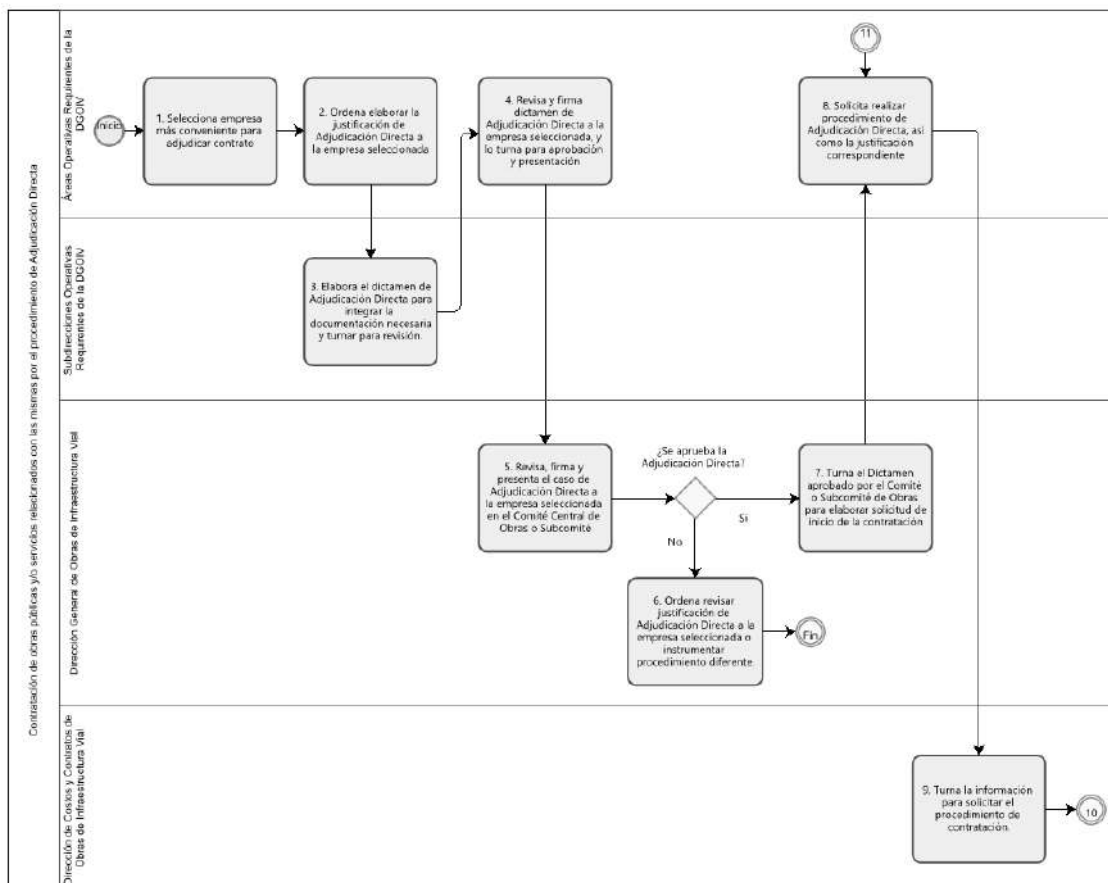 Contratación de obras públicas y/o servicios relacionados con las mismas por el procedimiento de Adjudicación Directa
Áreas Operativas Requirentes de la
DGOIV
Inicio
1. Selecciona empresa
más conveniente para
adjudicar contrato
2. Ordena elaborar la
justificación de
Adjudicación Directa a
la empresa seleccionada
4. Revisa y firma
dictamen de
Adjudicación Directa a la
empresa seleccionada, y
lo turna para aprobación
y presentación
11
8. Solicita realizar
procedimiento de
Adjudicación Directa, así
como la justificación
correspondiente
Subdirecciones Operativas
Requirentes de la DGOIV
3. Elabora el dictamen de
Adjudicación Directa para
integrar la
documentación necesaria
y turnar para revisión.
Dirección General de Obras de Infraestructura Vial
5. Revisa, firma y
presenta el caso de
Adjudicación Directa a
la empresa seleccionada
en el Comité Central de
Obras o Subcomité
¿Se aprueba la
Adjudicación Directa?
Si
No
7. Turna el Dictamen
aprobado por el Comité
o Subcomité de Obras
para elaborar solicitud de
inicio de la contratación
6. Ordena revisar
justificación de
Adjudicación Directa a la
empresa seleccionada o
instrumentar
procedimiento diferente.
Fin
Dirección de Costos y Contratos de
Obras de Infraestructura Vial
9. Turna la información
para solicitar el
procedimiento de
contratación.
10